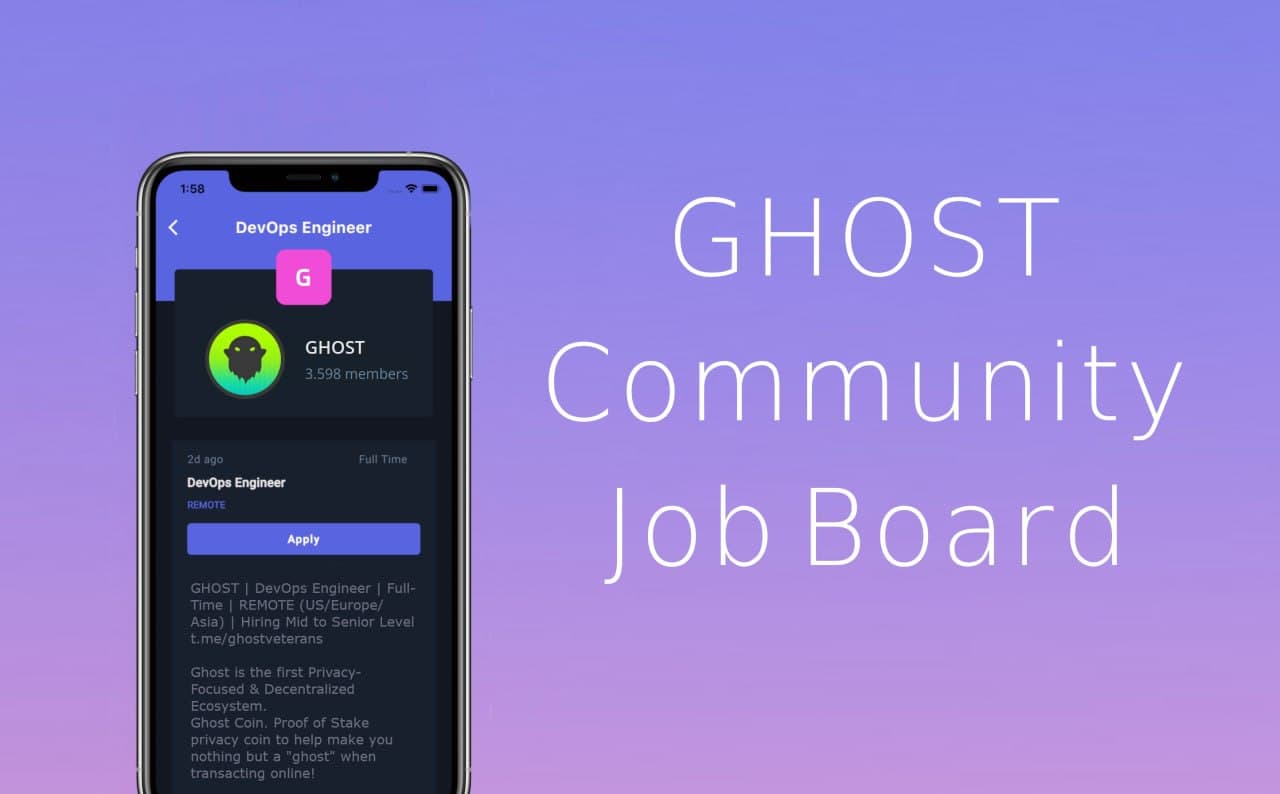 1:58
DevOps Engineer
G
GHOST
3.598 members
2d ago Full Time
DevOps Engineer
REMOTE
Apply
GHOST | DevOps Engineer | Full-
Time | REMOTE (US/Europe/
Asia) | Hiring Mid to Senior Level
t.me/ghostveterans
Ghost is the first Privacy-
Focused & Decentralized
Ecosystem.
Ghost Coin. Proof of Stake
privacy coin to help make you
nothing but a "ghost" when
transacting online!
GHOST
Community
Job Board